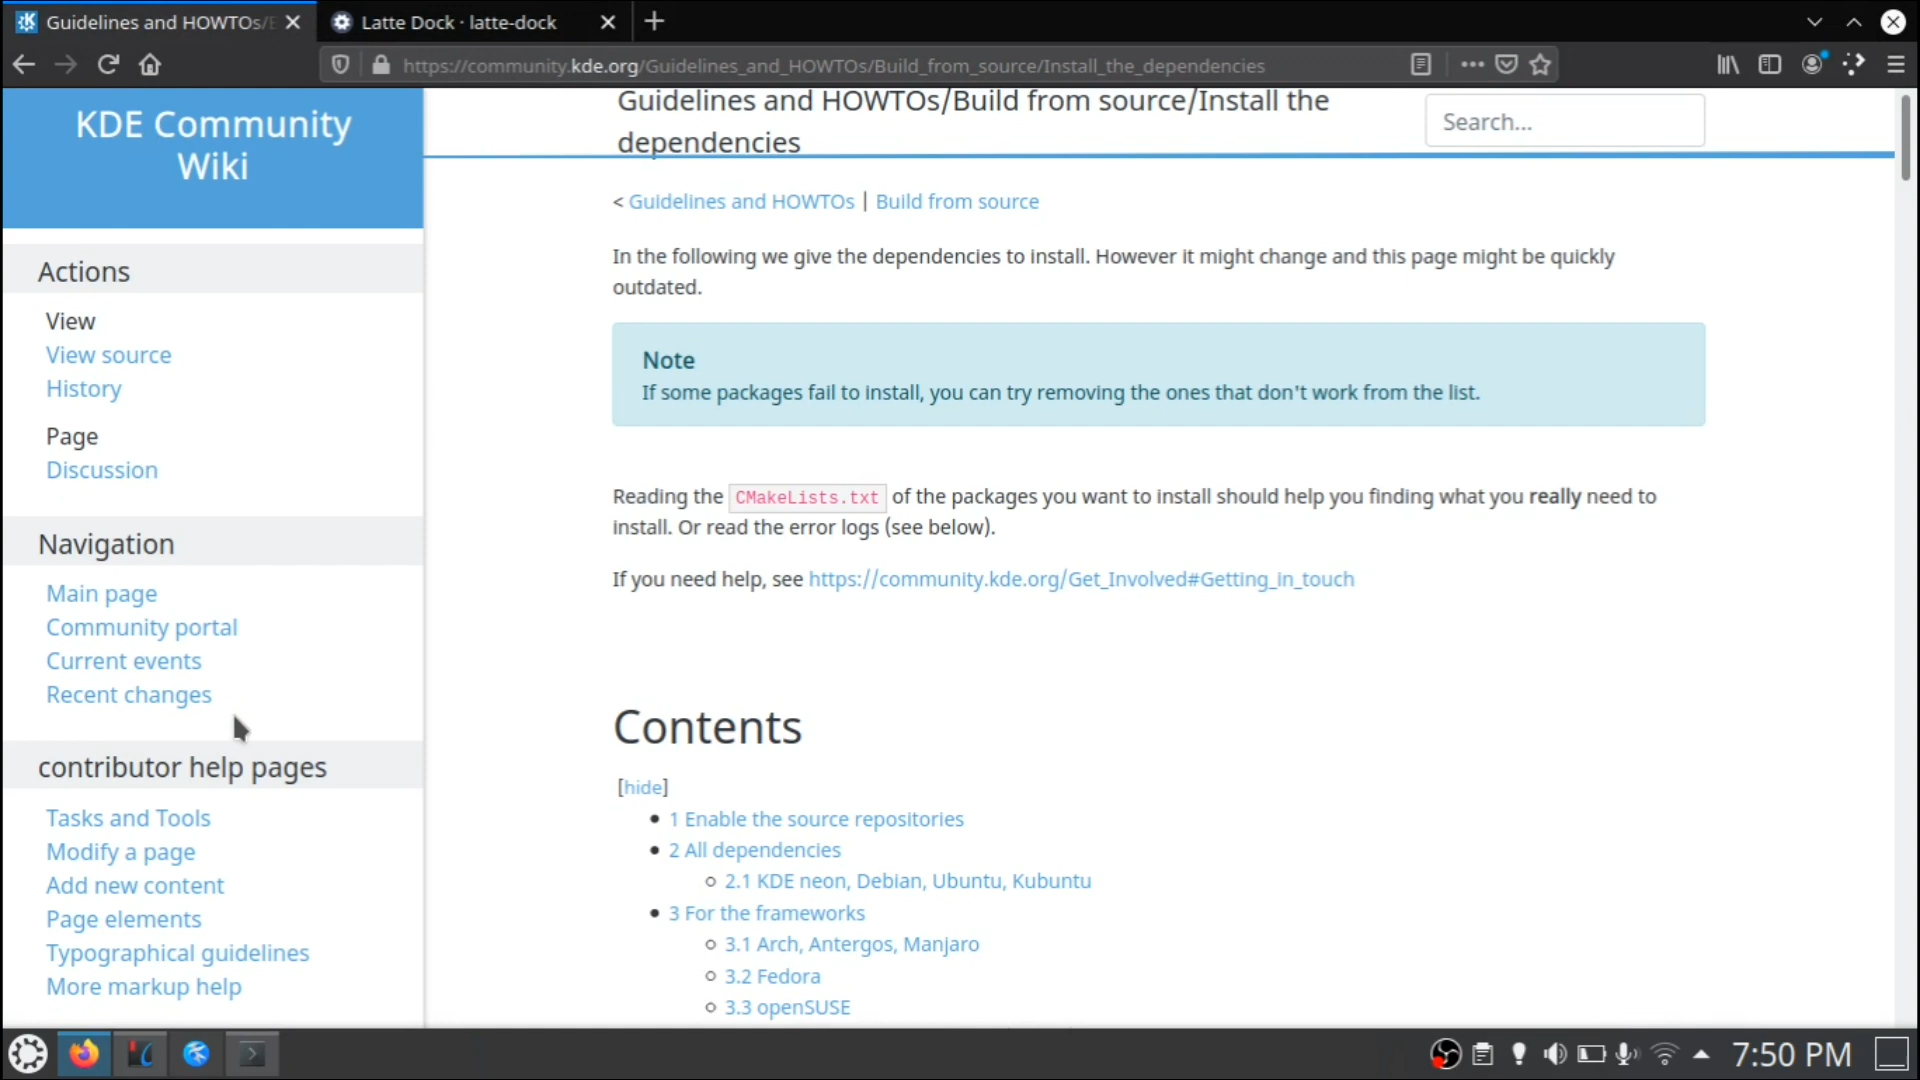 Guidelines and HOWTOs/
Latte Dock · latte-dock
https://community.kde.org/Guidelines_and_HOWTOs/Build_from_source/Install_the_dependencies
KDE Community
Wiki
Guidelines and HOWTOs/Build from source/Install the
dependencies
Search...
Actions
View
View source
History
Page
Discussion
Navigation
Main page
Community portal
Current events
Recent changes
contributor help pages
Tasks and Tools
Modify a page
Add new content
Page elements
Typographical guidelines
More markup help
< Guidelines and HOWTOs | Build from source
In the following we give the dependencies to install. However it might change and this page might be quickly
outdated.
Note
If some packages fail to install, you can try removing the ones that don't work from the list.
Reading the CMakeLists.txt of the packages you want to install should help you finding what you really need to
install. Or read the error logs (see below).
If you need help, see https://community.kde.org/Get_Involved#Getting_in_touch
Contents
[hide]
1 Enable the source repositories
2 All dependencies
2.1 KDE neon, Debian, Ubuntu, Kubuntu
3 For the frameworks
3.1 Arch, Antergos, Manjaro
3.2 Fedora
3.3 openSUSE
7:50 PM